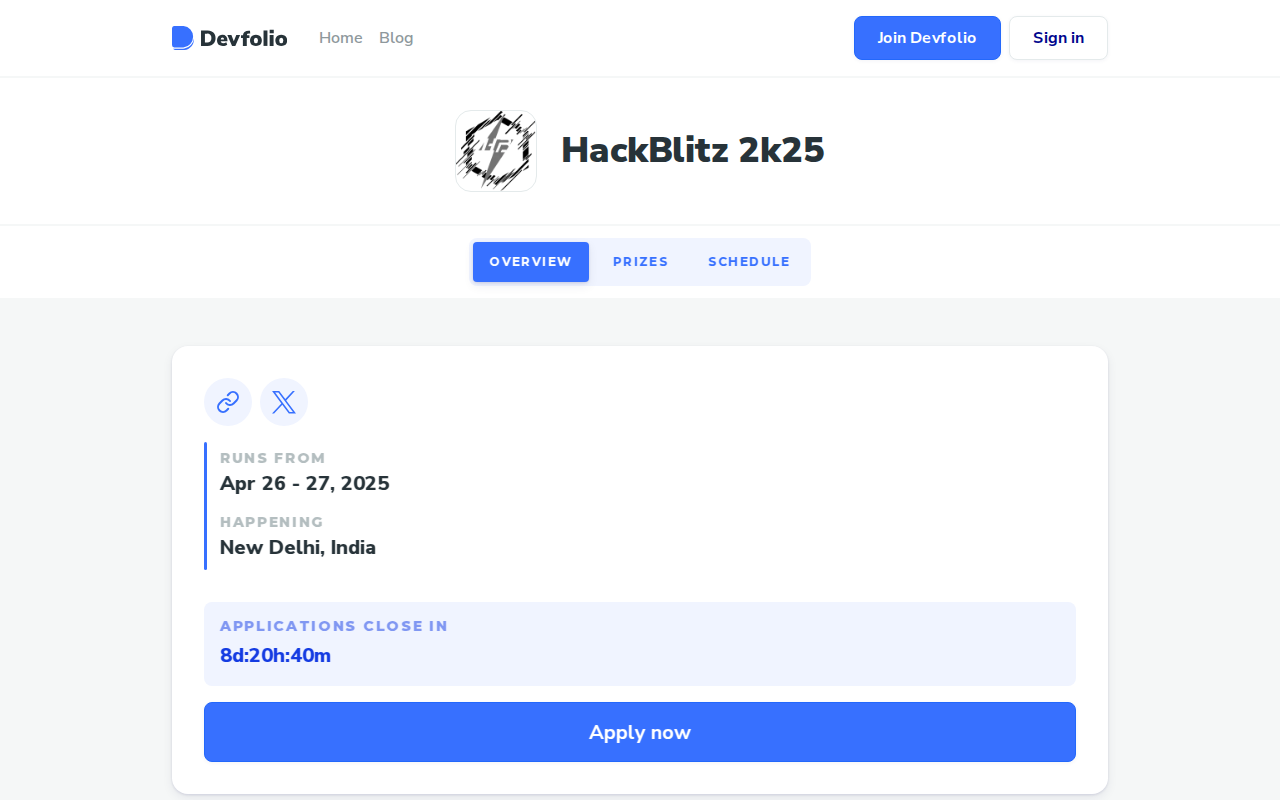 Devfolio
Home
Blog
Join Devfolio
Sign in
HackBlitz 2k25
OVERVIEW
PRIZES
SCHEDULE
RUNS FROM
Apr 26 - 27, 2025
HAPPENING
New Delhi, India
APPLICATIONS CLOSE IN
8d:20h:40m
Apply now